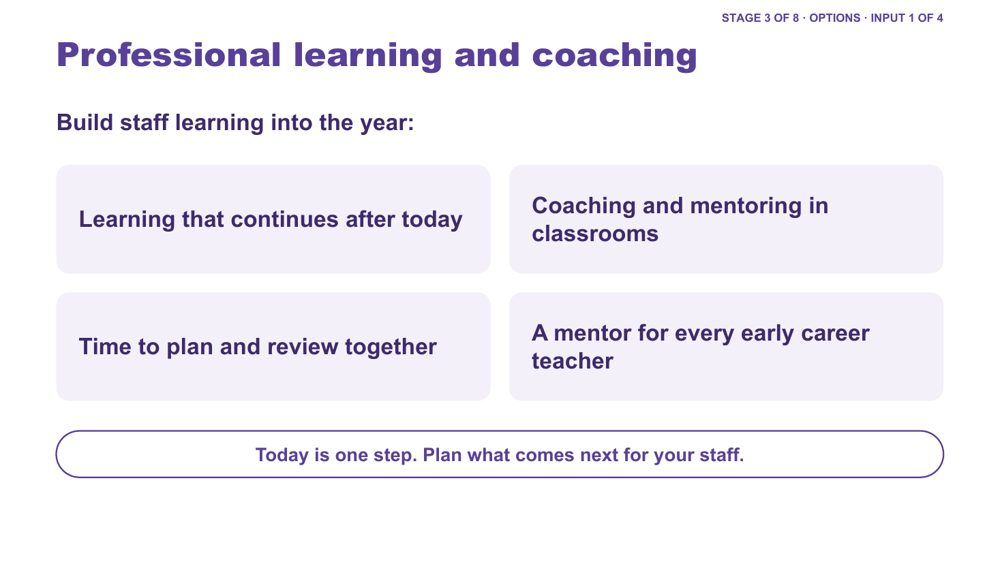 STAGE 3 OF 8 · OPTIONS · INPUT 1 OF 4
Professional learning and coaching
Build staff learning into the year:
Learning that continues after today
Coaching and mentoring in
classrooms
Time to plan and review together
A mentor for every early career
teacher
Today is one step. Plan what comes next for your staff.